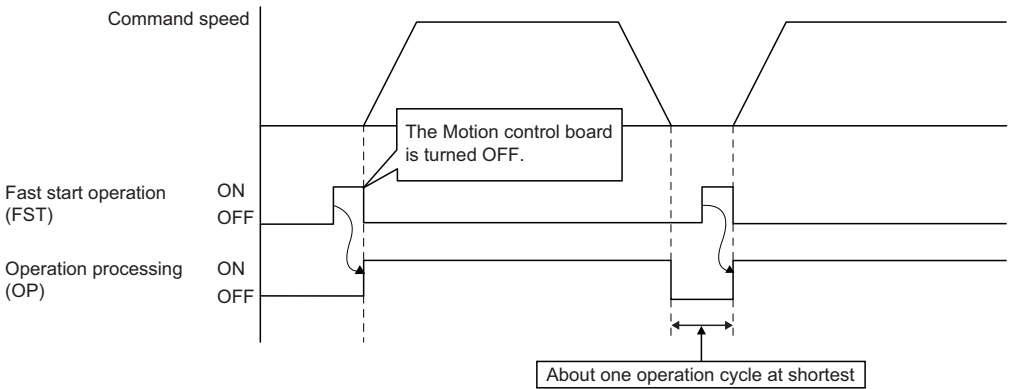 Command speed
The Motion control board
is turned OFF.
Fast start operation
(FST)
ON
OFF
Operation processing
(OP)
ON
OFF
About one operation cycle at shortest